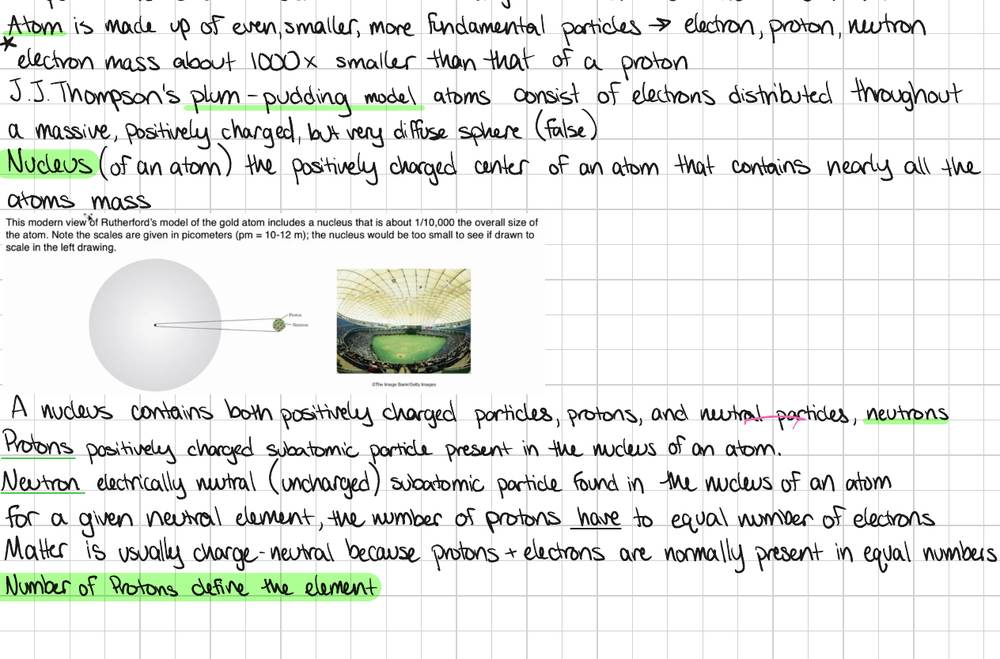 Atom is made up of even, smaller, more fundamental particles → electron, proton, neutron
* electron mass about 1000x smaller than that of a proton
J.J. Thompson's plum-pudding model atoms consist of electrons distributed throughout
a massive, positively charged, but very diffuse sphere (false)
Nucleus (of an atom) the positively charged center of an atom that contains nearly all the
atoms mass
This modern view of Rutherford's model of the gold atom includes a nucleus that is about 1/10,000 the overall size of
the atom. Note the scales are given in picometers (pm = 10-12 m); the nucleus would be too small to see if drawn to
scale in the left drawing.
Proton
Neutron
©The Image Bank/Getty Images
A nucleus contains both positively charged particles, protons, and neutral particles, neutrons
Protons positively charged subatomic particle present in the nucleus of an atom.
Neutron electrically neutral (uncharged) subatomic particle found in the nucleus of an atom
for a given neutral element, the number of protons have to equal number of electrons
Matter is usually charge-neutral because protons + electrons are normally present in equal numbers
Number of Protons define the element